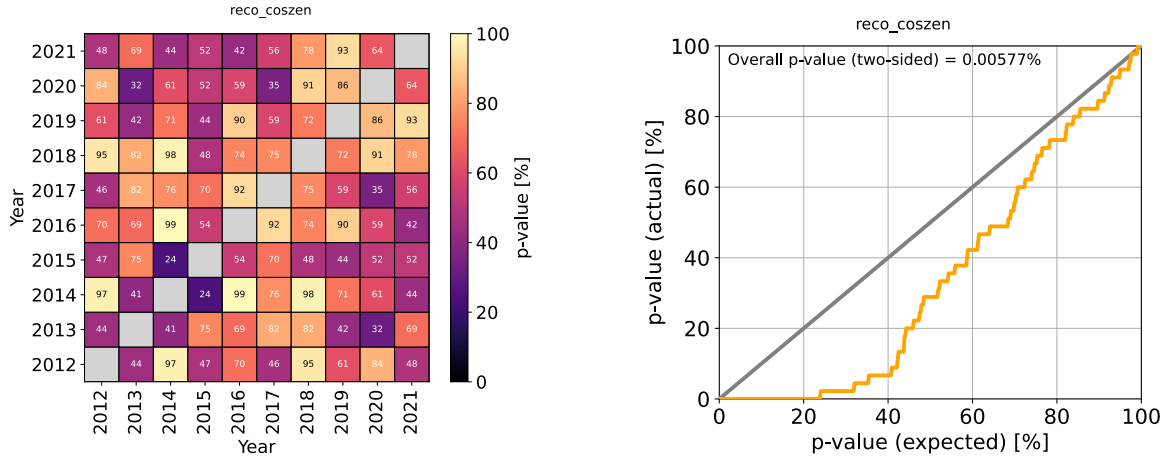 reco_coszen
2021 48 69 44 52 42 56 78 93 64
2020 84 32 61 52 59 35 91 86 64
2019 61 42 71 44 90 59 72 86 93
2018 95 82 98 48 74 75 72 91 78
2017 46 82 76 70 92 75 59 35 56
2016 70 69 99 54 92 74 90 59 42
2015 47 75 24 54 70 48 44 52 52
2014 97 41 24 99 76 98 71 61 44
2013 44 41 75 69 82 82 42 32 69
2012 44 97 47 70 46 95 61 84 48
2012 2013 2014 2015 2016 2017 2018 2019 2020 2021
Year
Year
100
80
60
40
20
0
p-value [%]
reco_coszen
Overall p-value (two-sided) = 0.00577%
100
80
60
40
20
0
p-value (actual) [%]
0 20 40 60 80 100
p-value (expected) [%]